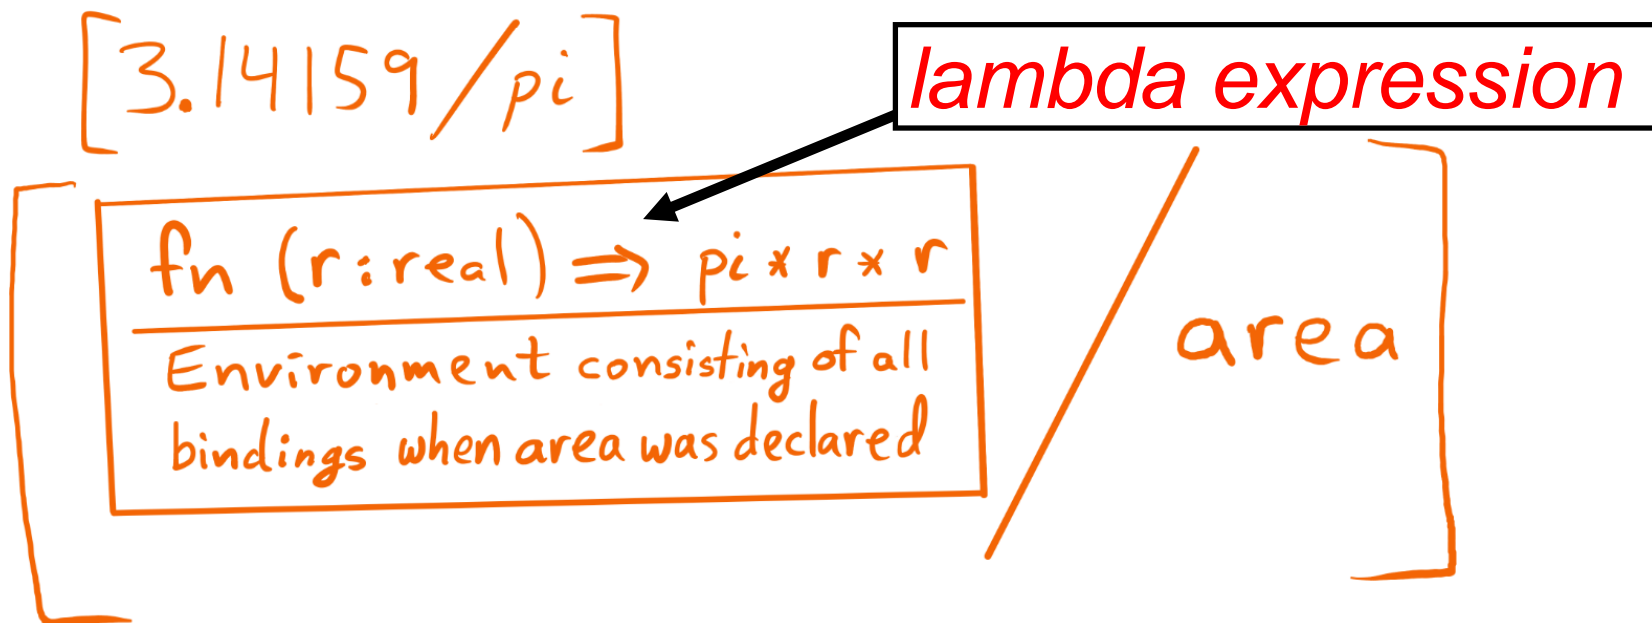 [3.14159/pi]
lambda expression
fn (r:real) => pi * r * r
Environment consisting of all
bindings when area was declared
/ area